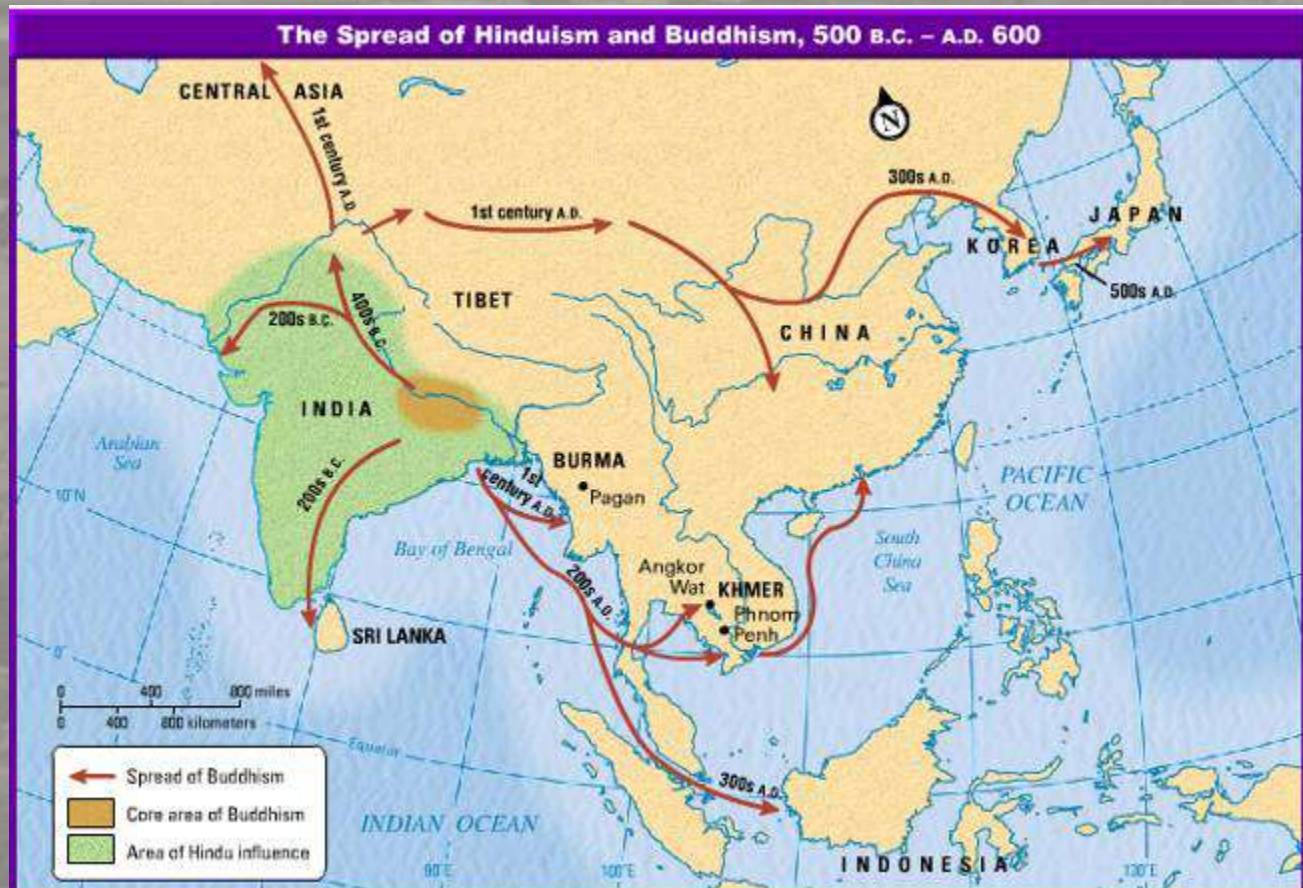 The Spread of Hinduism and Buddhism, 500 B.C. – A.D. 600
CENTRAL ASIA
1st century A.D.
N
300s A.D.
1st century A.D.
JAPAN
KOREA
500s A.D.
TIBET
CHINA
200s B.C.
400s B.C.
INDIA
Arabian
Sea
BURMA
Pagan
1st
century A.D.
200s B.C.
PACIFIC
OCEAN
10°N
Bay of Bengal
South
China
Sea
Angkor
Wat
KHMER
Phnom
Penh
200s A.D.
SRI LANKA
0°
0 400 800 miles
0 400 800 kilometers
Equator
300s A.D.
Spread of Buddhism
Core area of Buddhism
Area of Hindu influence
INDIAN OCEAN
INDONESIA
90°E
100°E
130°E